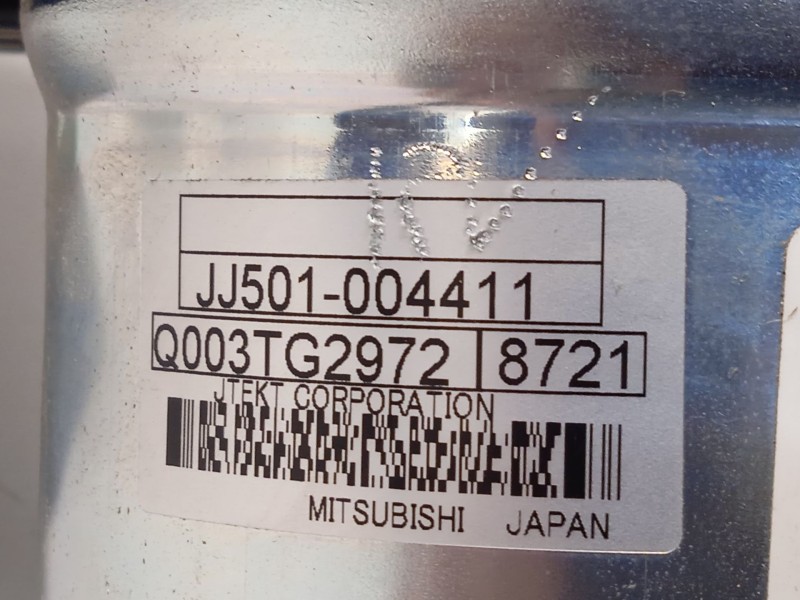 JJ501-004411
Q003TG2972 8721
JTEKT CORPORATION
MITSUBISHI JAPAN